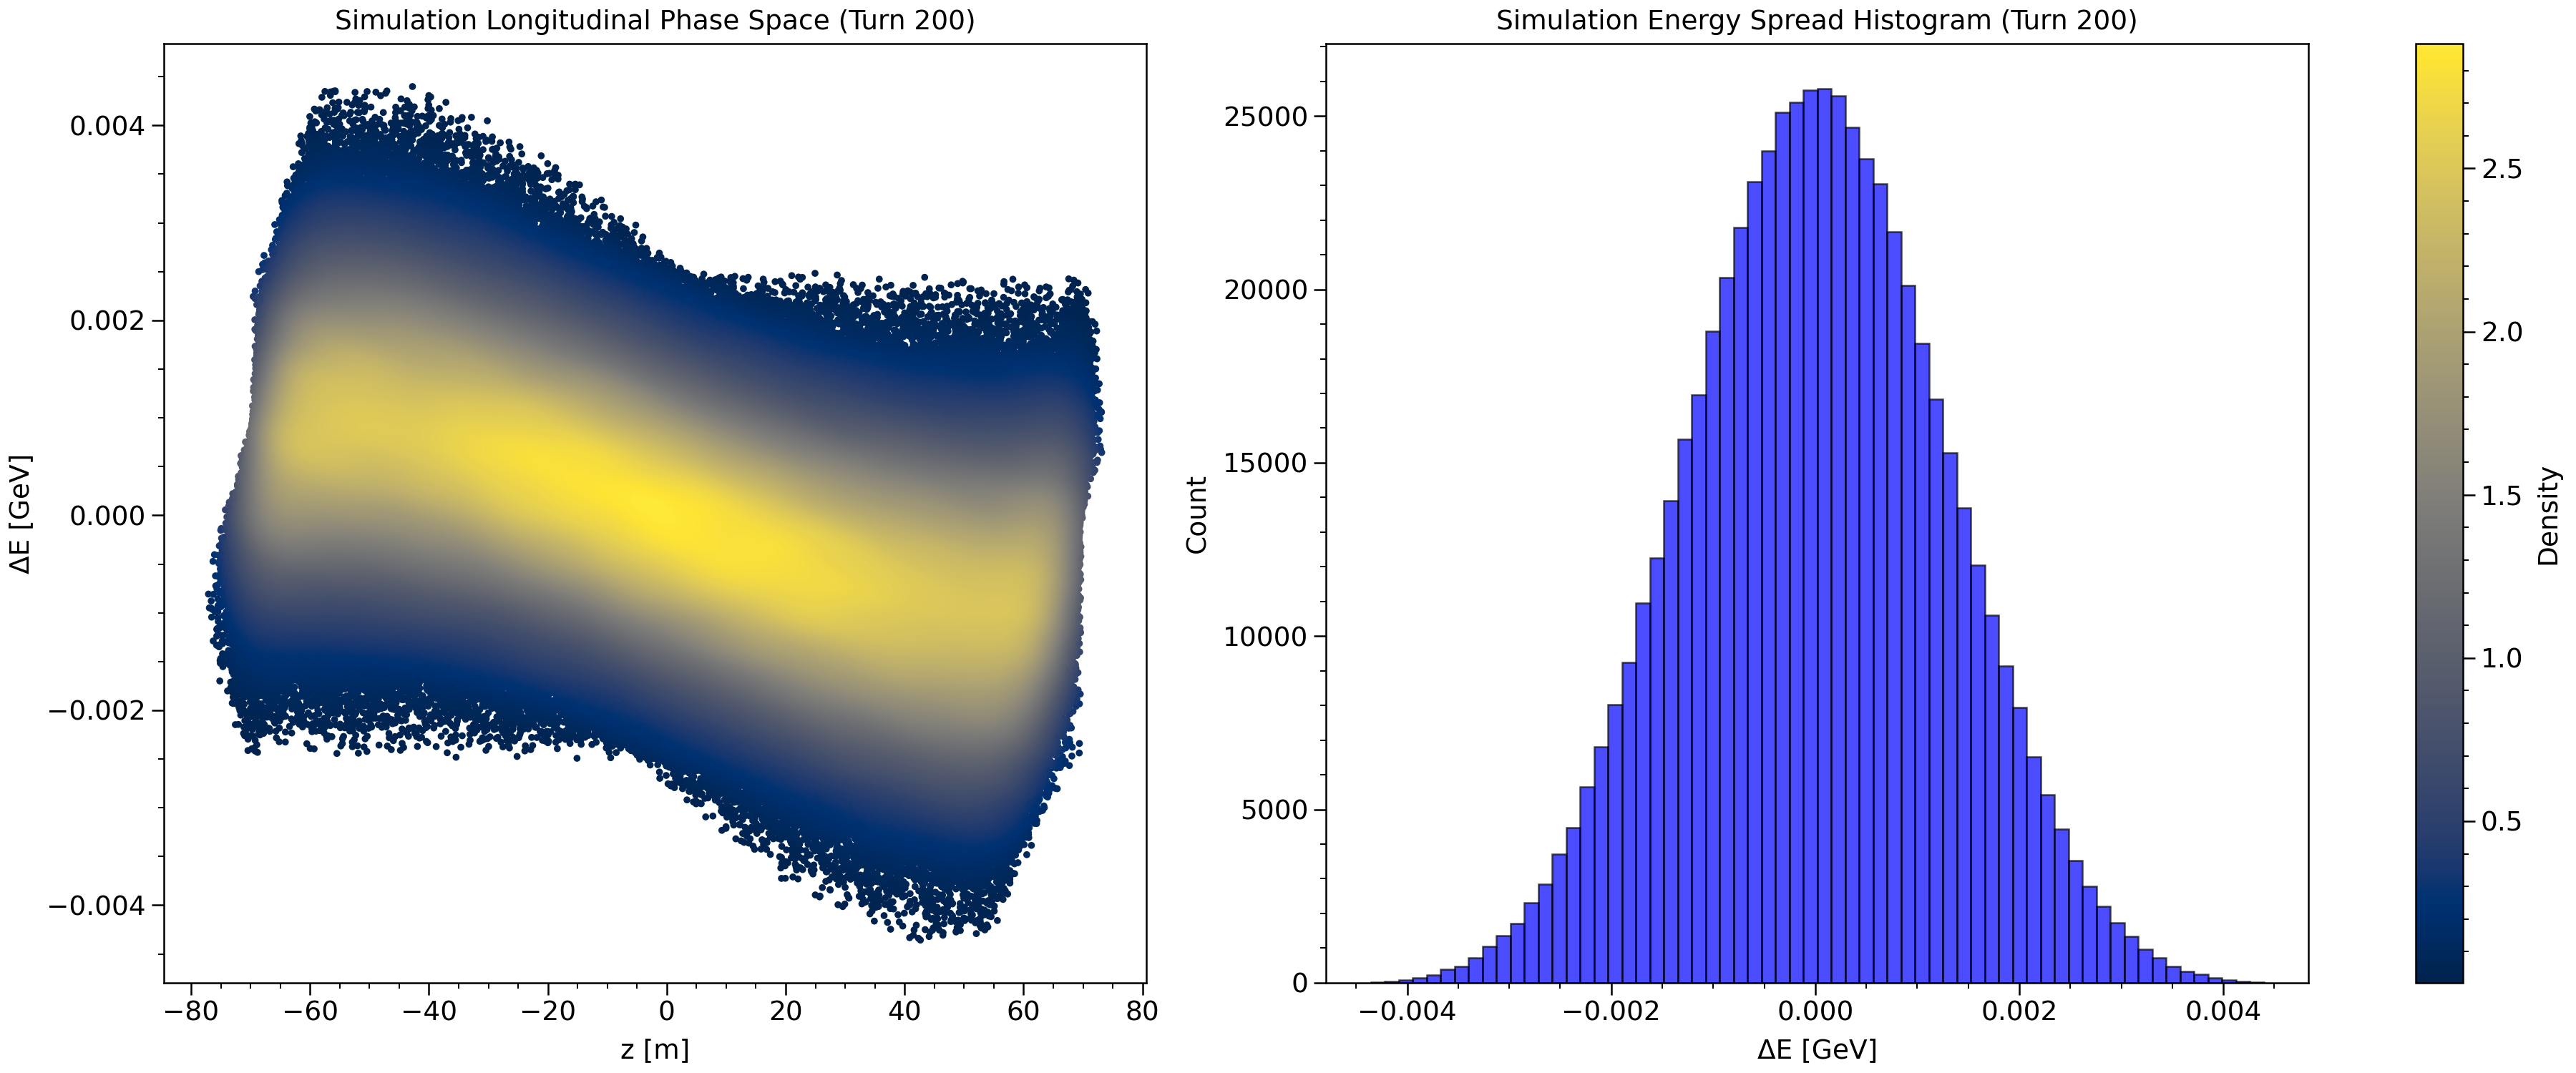 Simulation Longitudinal Phase Space (Turn 200)
0.004
0.002
0.000
−0.002
−0.004
ΔE [GeV]
−80 −60 −40 −20 0 20 40 60 80
z [m]
Simulation Energy Spread Histogram (Turn 200)
25000
20000
15000
10000
5000
0
Count
−0.004 −0.002 0.000 0.002 0.004
ΔE [GeV]
2.5
2.0
1.5
1.0
0.5
Density